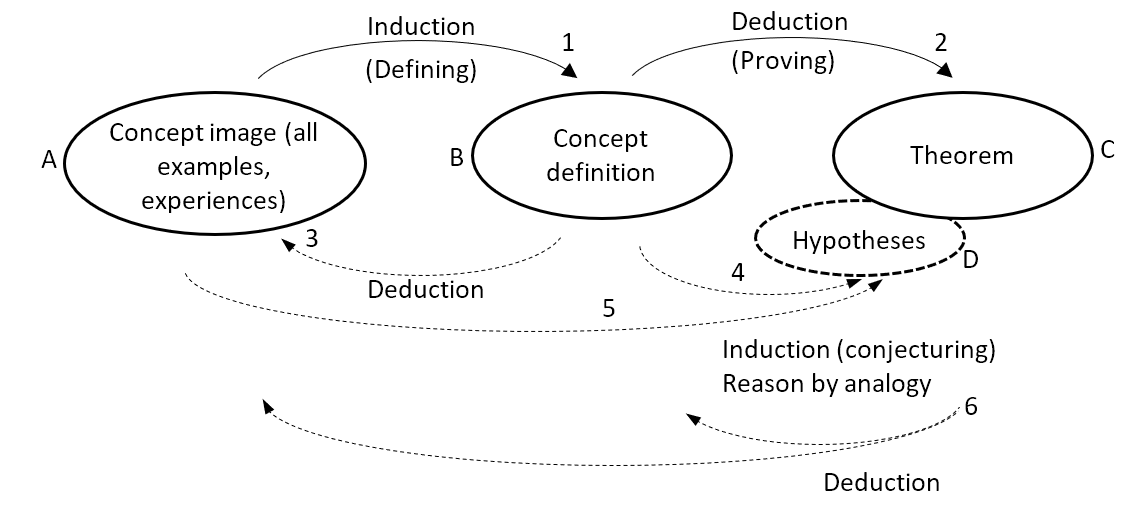 Induction
1
(Defining)
Deduction
2
(Proving)
A
Concept image (all
examples,
experiences)
B
Concept
definition
Theorem
C
Hypotheses
D
3
Deduction
4
5
Induction (conjecturing)
Reason by analogy
6
Deduction